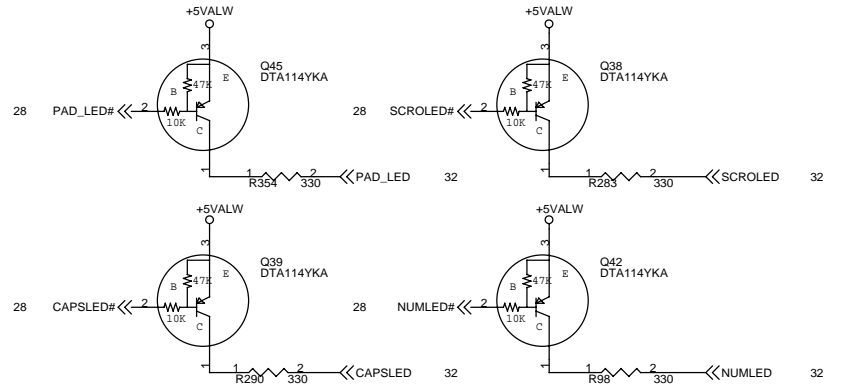 +5VALW
3
Q45
DTA114YKA
47K
E
B
28 PAD_LED# 2
10K
C
1
1 2
R354 330
PAD_LED 32
+5VALW
3
Q38
DTA114YKA
47K
E
B
28 SCROLED# 2
10K
C
1
1 2
R283 330
SCROLED 32
+5VALW
3
Q39
DTA114YKA
47K
E
B
28 CAPSLED# 2
10K
C
1
1 2
R290 330
CAPSLED 32
+5VALW
3
Q42
DTA114YKA
47K
E
B
28 NUMLED# 2
10K
C
1
1 2
R98 330
NUMLED 32